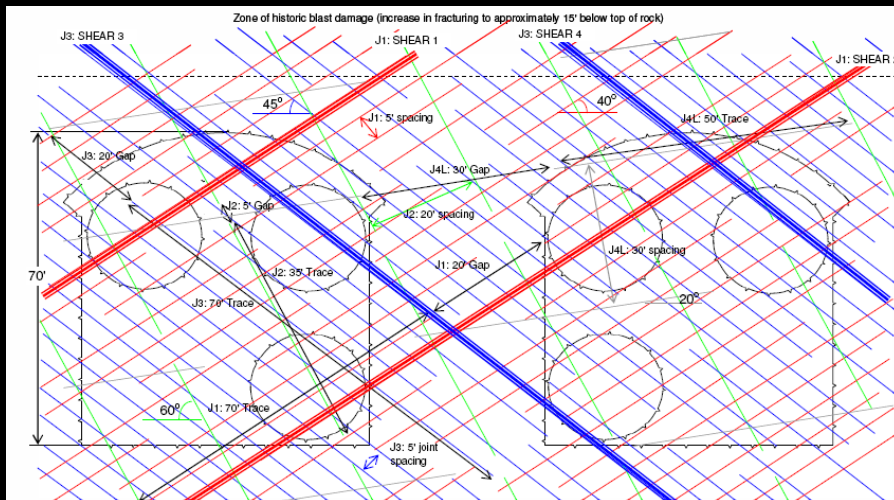 Zone of historic blast damage (increase in fracturing to approximately 15' below top of rock)
J3: SHEAR 3
J1: SHEAR 1
J3: SHEAR 4
J1: SHEAR
45°
40°
J1: 5' spacing
J4L: 50' Trace
J3: 20' Gap
J4L: 30' Gap
J2: 5' Gap
J2: 20' spacing
J4L: 30' spacing
J1: 20' Gap
70'
J2: 35' Trace
J3: 70' Trace
20°
60°
J1: 70' Trace
J3: 5' joint
spacing